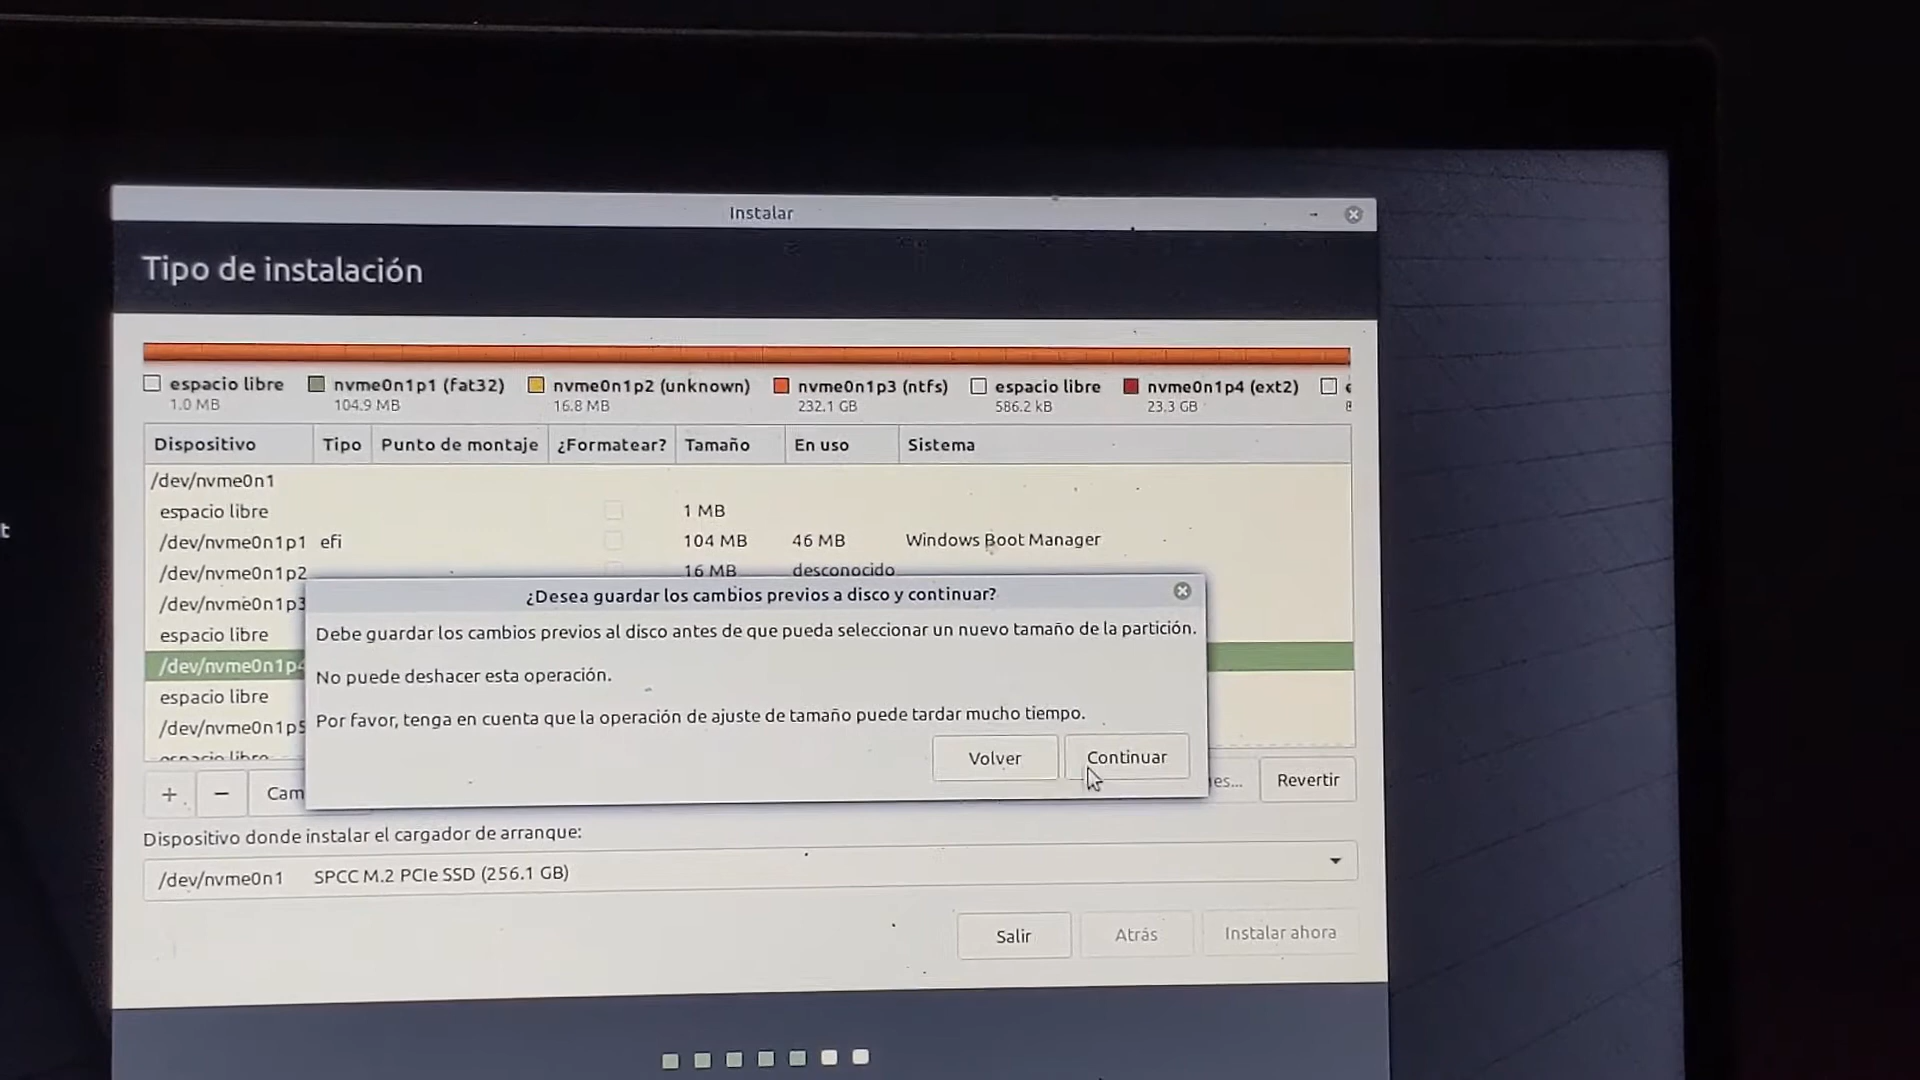 Instalar
Tipo de instalación
espacio libre nvme0n1p1 (fat32) nvme0n1p2 (unknown) nvme0n1p3 (ntfs) espacio libre nvme0n1p4 (ext2)
1.0 MB 104.9 MB 16.8 MB 232.1 GB 586.2 kB 23.3 GB
Dispositivo Tipo Punto de montaje ¿Formatear? Tamaño En uso Sistema
/dev/nvme0n1
espacio libre 1 MB
/dev/nvme0n1p1 efi 104 MB 46 MB Windows Boot Manager
/dev/nvme0n1p2 16 MB desconocido
/dev/nvme0n1p3
espacio libre
/dev/nvme0n1p4
espacio libre
/dev/nvme0n1p5
espacio libre
¿Desea guardar los cambios previos a disco y continuar?
Debe guardar los cambios previos al disco antes de que pueda seleccionar un nuevo tamaño de la partición.
No puede deshacer esta operación.
Por favor, tenga en cuenta que la operación de ajuste de tamaño puede tardar mucho tiempo.
Volver Continuar
+ − Cam es... Revertir
Dispositivo donde instalar el cargador de arranque:
/dev/nvme0n1 SPCC M.2 PCIe SSD (256.1 GB)
Salir Atrás Instalar ahora